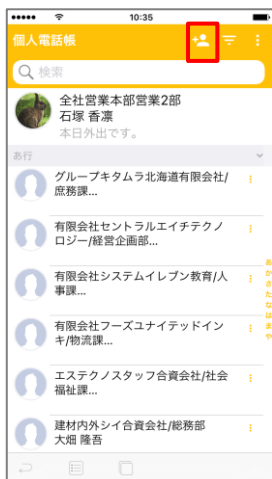 10:35
個人電話帳
検索
全社営業本部営業2部
石塚 香凛
本日外出です。
あ行
グループキタムラ北海道有限会社/
庶務課...
有限会社セントラルエイチテクノ
ロジー/経営企画部...
有限会社システムイレブン教育/人
事課...
有限会社フーズユナイテッドイン
キ/物流課...
エステクノスタッフ合資会社/社会
福祉課...
建材内外シイ合資会社/総務部
大畑 隆吾
あ
か
さ
た
な
は
ま
や